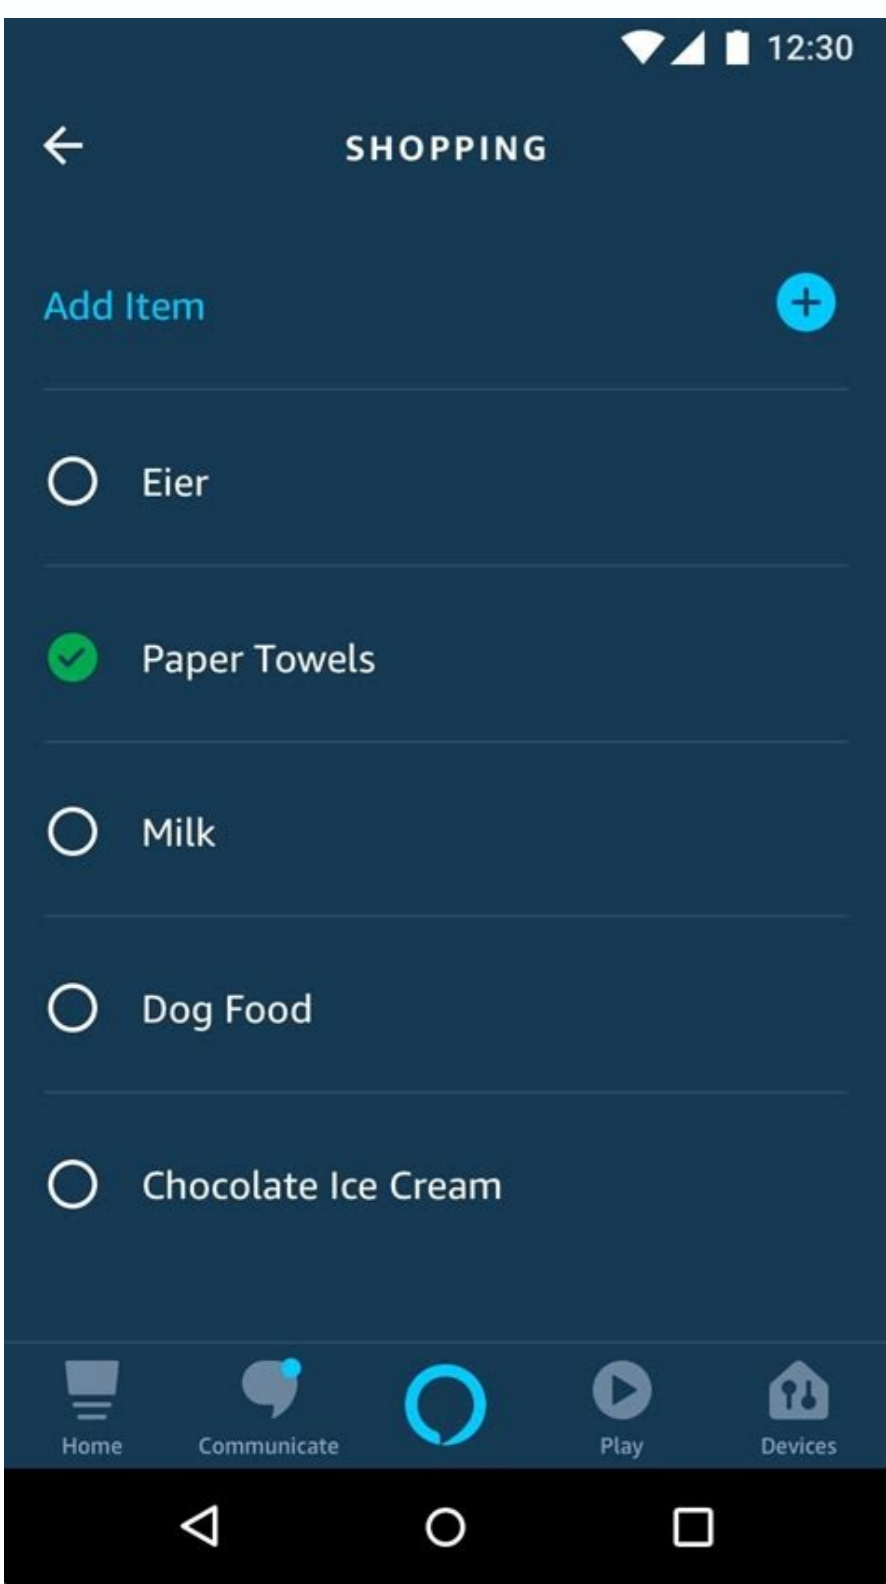 12:30
SHOPPING
Add Item
Eier
Paper Towels
Milk
Dog Food
Chocolate Ice Cream
Home Communicate Play Devices